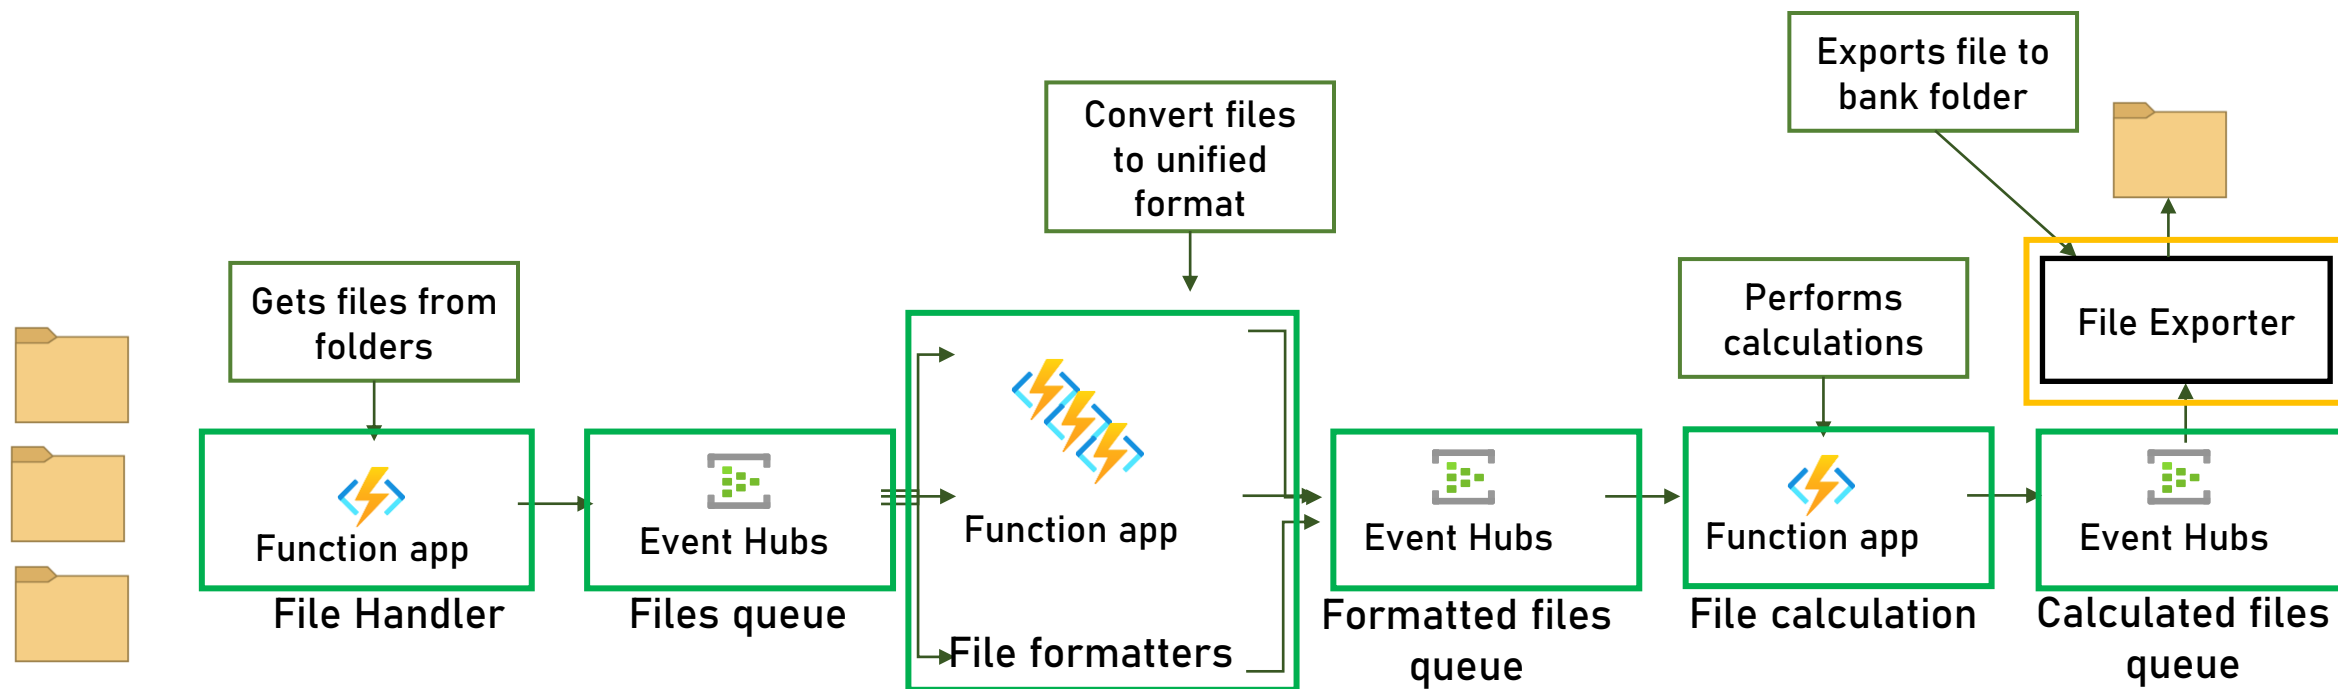 Exports file to
bank folder
Convert files
to unified
format
Gets files from
folders
Performs
calculations
File Exporter
Function app
Event Hubs
Function app
Event Hubs
Function app
Event Hubs
File Handler
Files queue
File formatters
Formatted files
queue
File calculation
Calculated files
queue